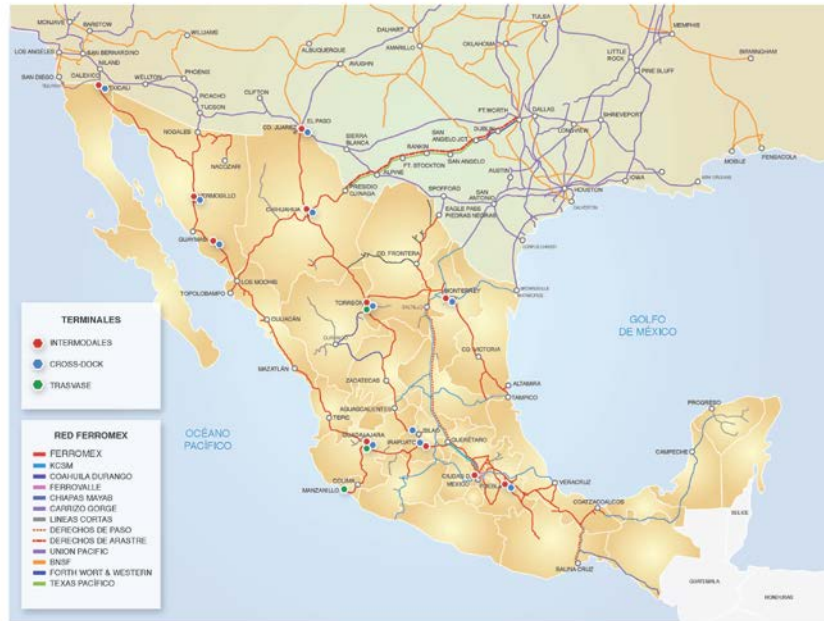 MONJAVE
BARSTOW
WILLIAMS
LOS ANGELES
SAN BERNARDINO
NILAND
CALEXICO
SAN DIEGO
WELLTON
PHOENIX
PICACHO
TUCSON
CLIFTON
ALBUQUERQUE
DALHART
AMARILLO
TULSA
OKLAHOMA
MEMPHIS
LITTLE
ROCK
PINE BLUFF
BIRMINGHAM
FT.WORTH
DALLAS
DUBLIN
SHREVEPORT
LONGVIEW
MOBILE
PENSACOLA
NOGALES
NACOZARI
CD. JUAREZ
EL PASO
SIERRA
BLANCA
RANKIN
SAN
ANGELO JCT.
SAN ANGELO
FT. STOCKTON
ALPINE
PRESIDIO
OJINAGA
SPOFFORD
EAGLE PASS
PIEDRAS NEGRAS
SAN
ANTONIO
AUSTIN
HOUSTON
GALVESTON
IOWA
NEW ORLEANS
HERMOSILLO
GUAYMAS
CHIHUAHUA
CD. FRONTERA
LOS MOCHIS
TOPOLOBAMPO
CULIACÁN
TORREÓN
MONTERREY
SALTILLO
MATAMOROS
DURANGO
CD. VICTORIA
MAZATLÁN
ZACATECAS
ALTAMIRA
TAMPICO
AGUASCALIENTES
TEPIC
GUADALAJARA
SILAO
IRAPUATO
QUERÉTARO
COLIMA
MANZANILLO
CIUDAD D
MEXICO
PUEBLA
VERACRUZ
COATZACOALCOS
SALINA CRUZ
PROGRESO
CAMPECHE
BELICE
GUATEMALA
HONDURAS
GOLFO
DE MÉXICO
OCÉANO
PACÍFICO
TERMINALES
INTERMODALES
CROSS-DOCK
TRASVASE
RED FERROMEX
FERROMEX
KCSM
COAHUILA DURANGO
FERROVALLE
CHIAPAS MAYAB
CARRIZO GORGE
LINEAS CORTAS
DERECHOS DE PASO
DERECHOS DE ARASTRE
UNION PACIFIC
BNSF
FORTH WORT & WESTERN
TEXAS PACÍFICO